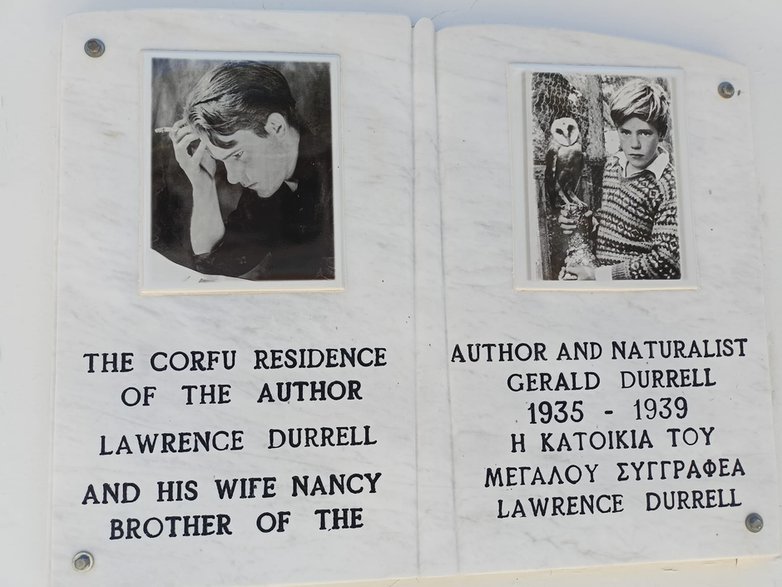 THE CORFU RESIDENCE
OF THE AUTHOR
LAWRENCE DURRELL
AND HIS WIFE NANCY
BROTHER OF THE
AUTHOR AND NATURALIST
GERALD DURRELL
1935 - 1939
Η ΚΑΤΟΙΚΙΑ ΤΟΥ
ΜΕΓΑΛΟΥ ΣΥΓΓΡΑΦΕΑ
LAWRENCE DURRELL